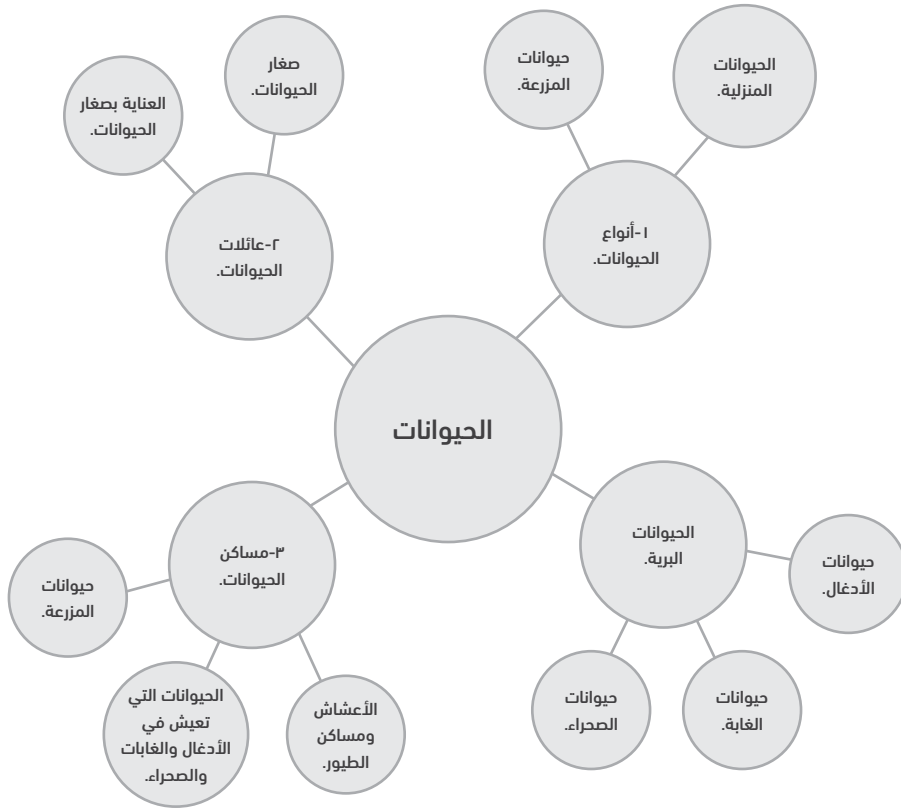 الحيوانات
١-أنواع
الحيوانات.
الحيوانات
المنزلية.
حيوانات
المزرعة.
٢-عائلات
الحيوانات.
صغار
الحيوانات.
العناية بصغار
الحيوانات.
٣-مساكن
الحيوانات.
حيوانات
المزرعة.
الحيوانات التي
تعيش في
الأدغال والغابات
والصحراء.
الأعشاش
ومساكن
الطيور.
الحيوانات
البرية.
حيوانات
الأدغال.
حيوانات
الغابة.
حيوانات
الصحراء.